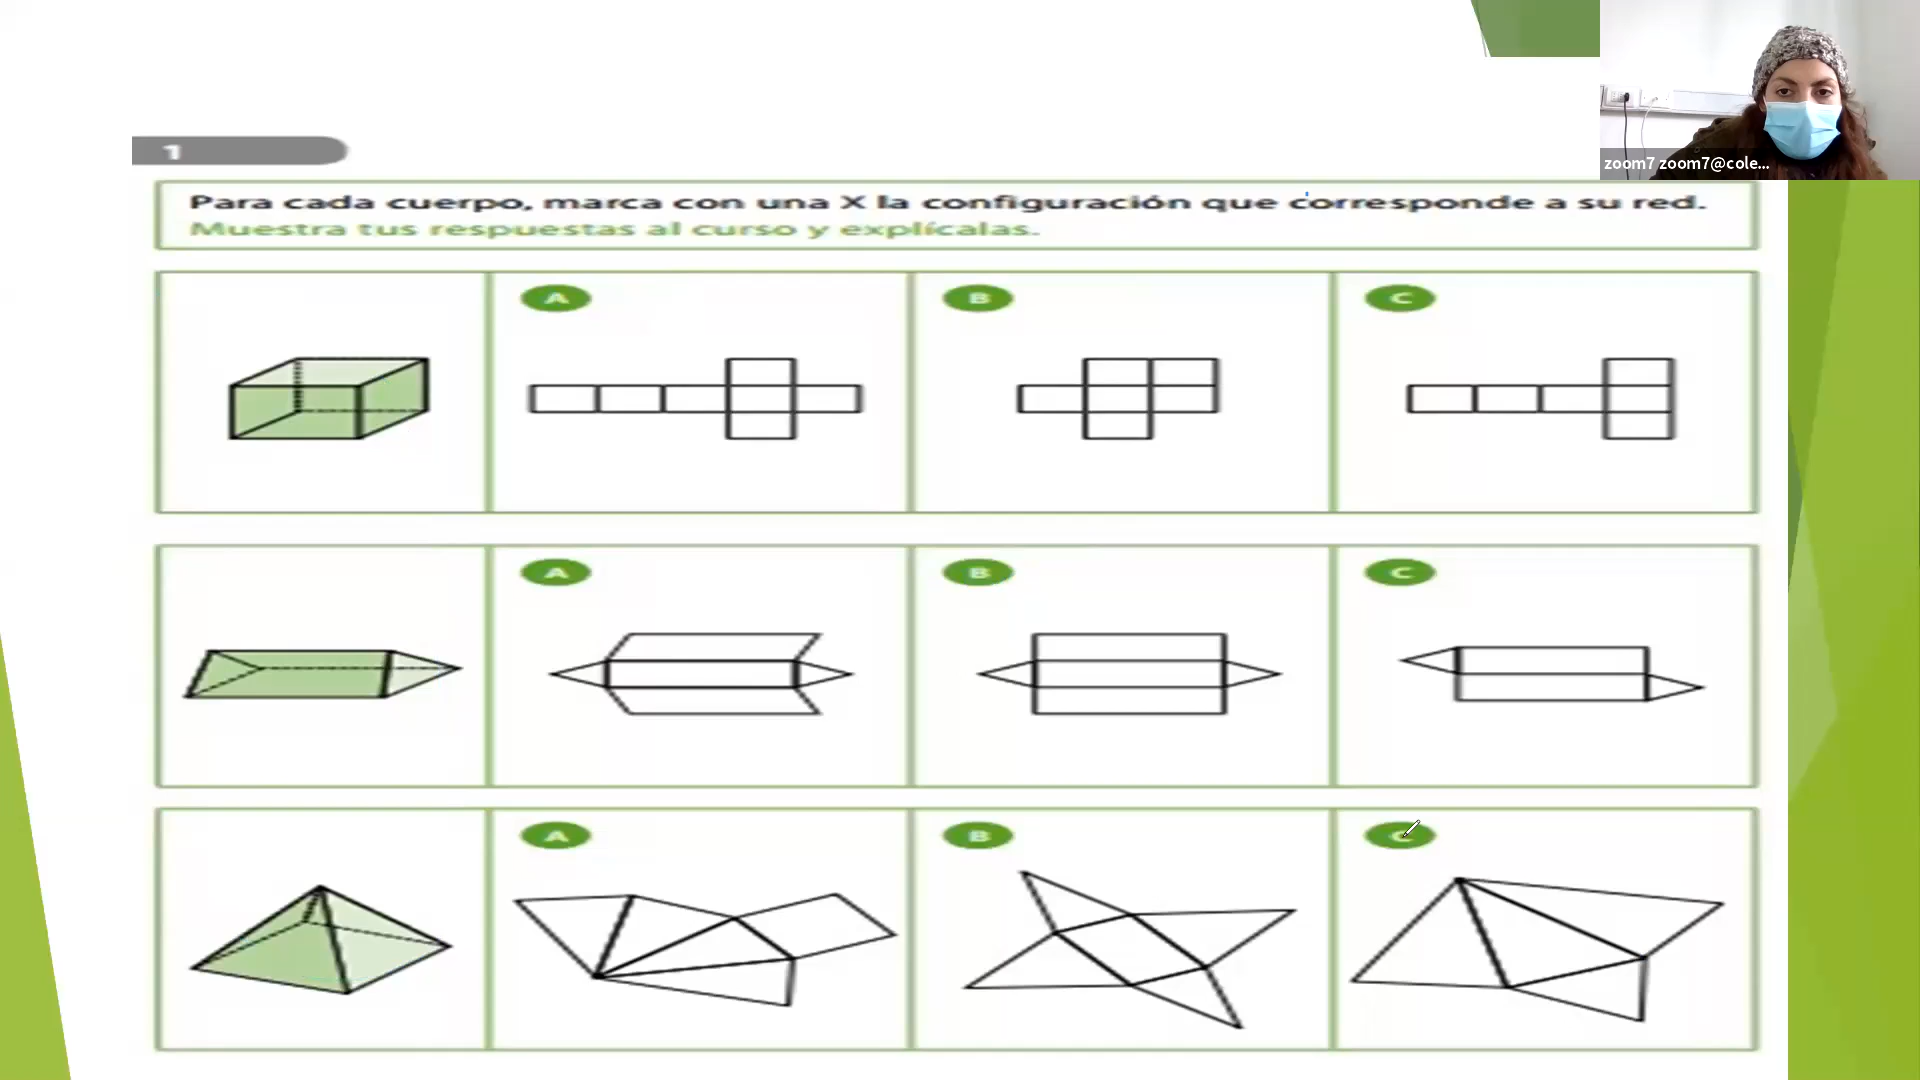 zoom7 zoom7@cole...
1
Para cada cuerpo, marca con una X la configuración que corresponde a su red.
Muestra tus respuestas al curso y explícalas.
A
B
C
A
B
C
A
B
C